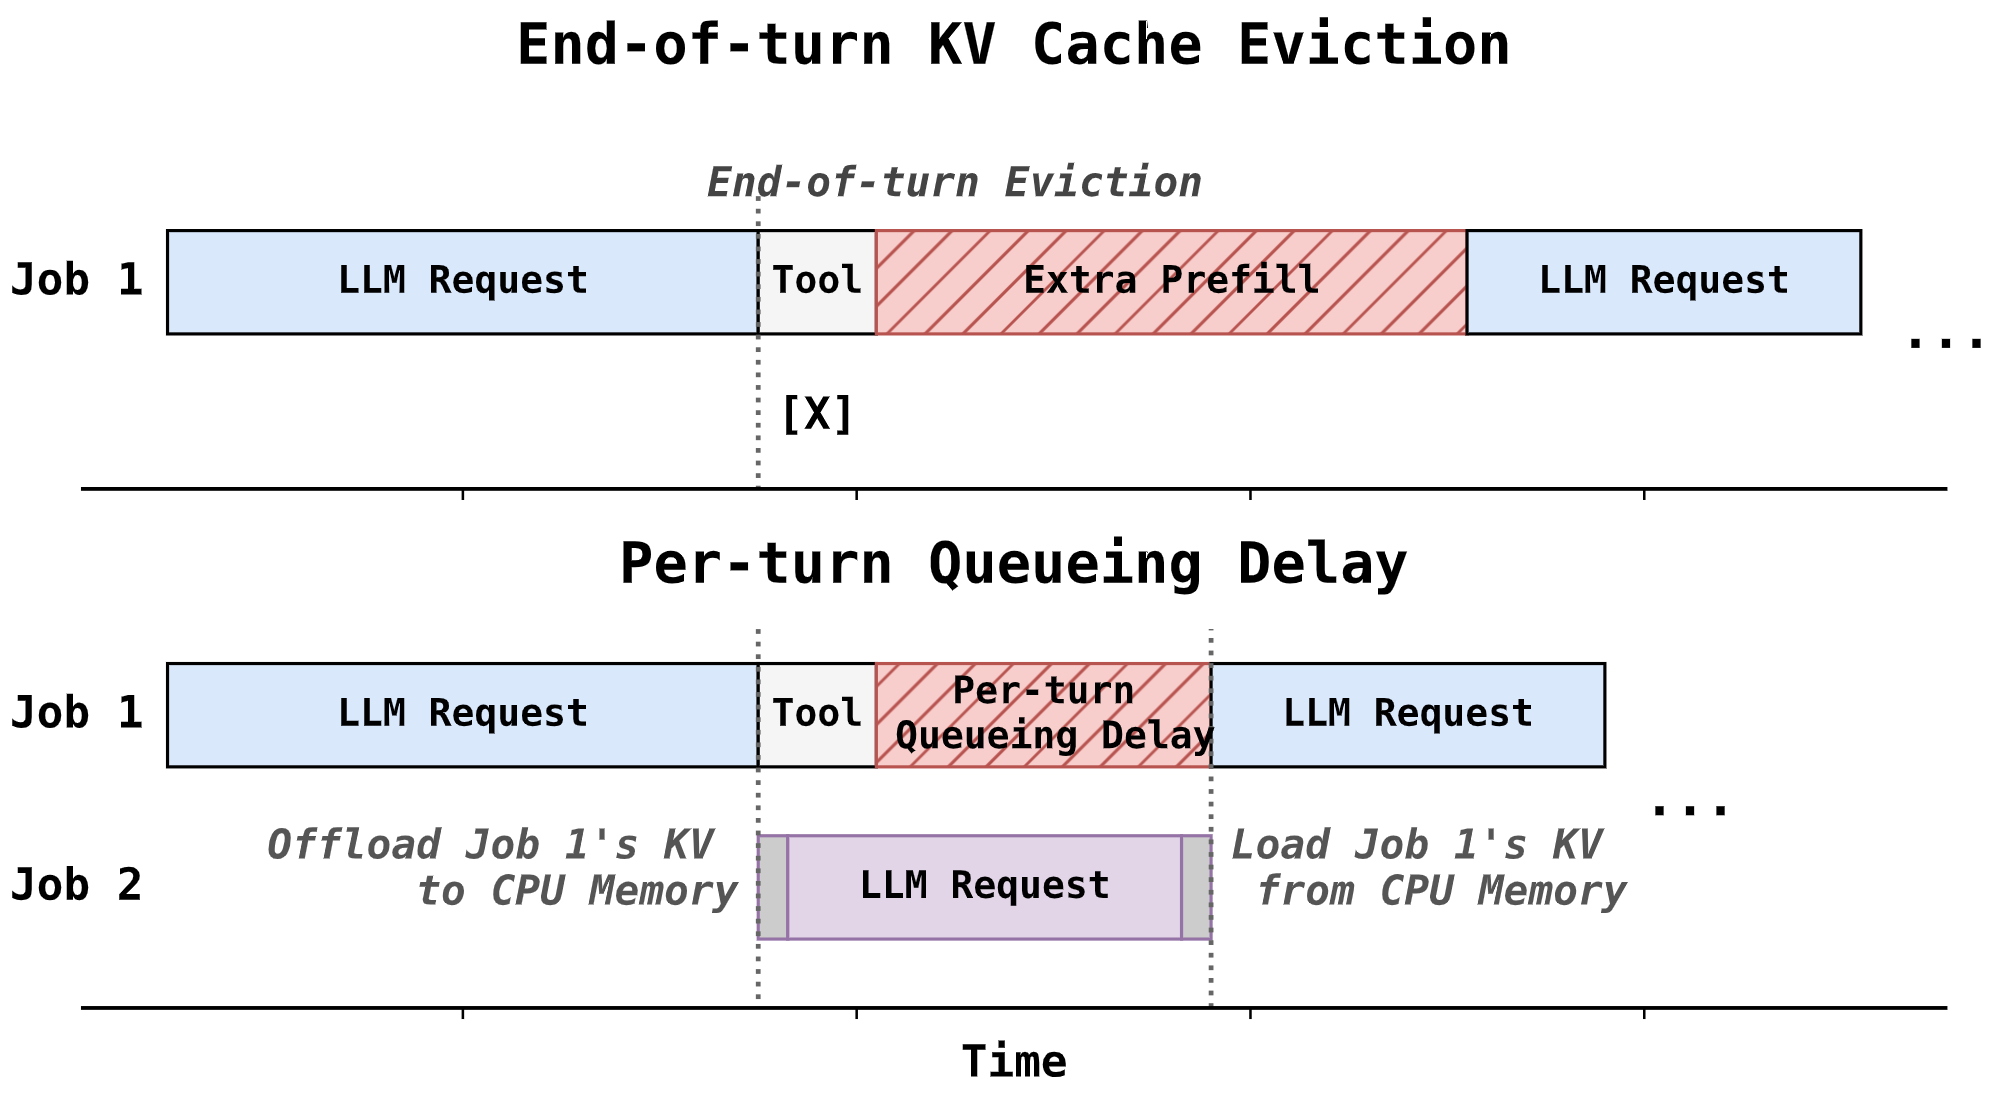 End-of-turn KV Cache Eviction
End-of-turn Eviction
Job 1
LLM Request
Tool
Extra Prefill
LLM Request
...
[X]
Per-turn Queueing Delay
Job 1
LLM Request
Tool
Per-turn
Queueing Delay
LLM Request
...
Job 2
Offload Job 1's KV
to CPU Memory
LLM Request
Load Job 1's KV
from CPU Memory
Time